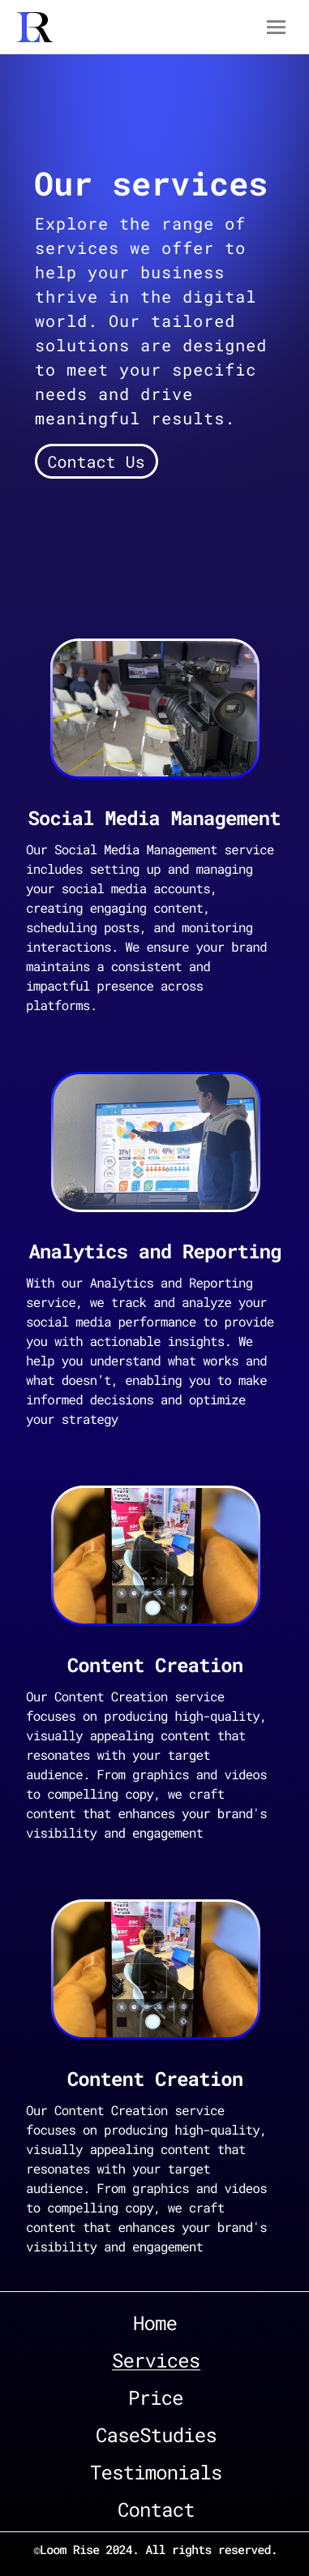 LR
Our services
Explore the range of
services we offer to
help your business
thrive in the digital
world. Our tailored
solutions are designed
to meet your specific
needs and drive
meaningful results.
Contact Us
Social Media Management
Our Social Media Management service
includes setting up and managing
your social media accounts,
creating engaging content,
scheduling posts, and monitoring
interactions. We ensure your brand
maintains a consistent and
impactful presence across
platforms.
Analytics and Reporting
With our Analytics and Reporting
service, we track and analyze your
social media performance to provide
you with actionable insights. We
help you understand what works and
what doesn’t, enabling you to make
informed decisions and optimize
your strategy
Content Creation
Our Content Creation service
focuses on producing high-quality,
visually appealing content that
resonates with your target
audience. From graphics and videos
to compelling copy, we craft
content that enhances your brand's
visibility and engagement
Content Creation
Our Content Creation service
focuses on producing high-quality,
visually appealing content that
resonates with your target
audience. From graphics and videos
to compelling copy, we craft
content that enhances your brand's
visibility and engagement
Home
Services
Price
CaseStudies
Testimonials
Contact
©Loom Rise 2024. All rights reserved.